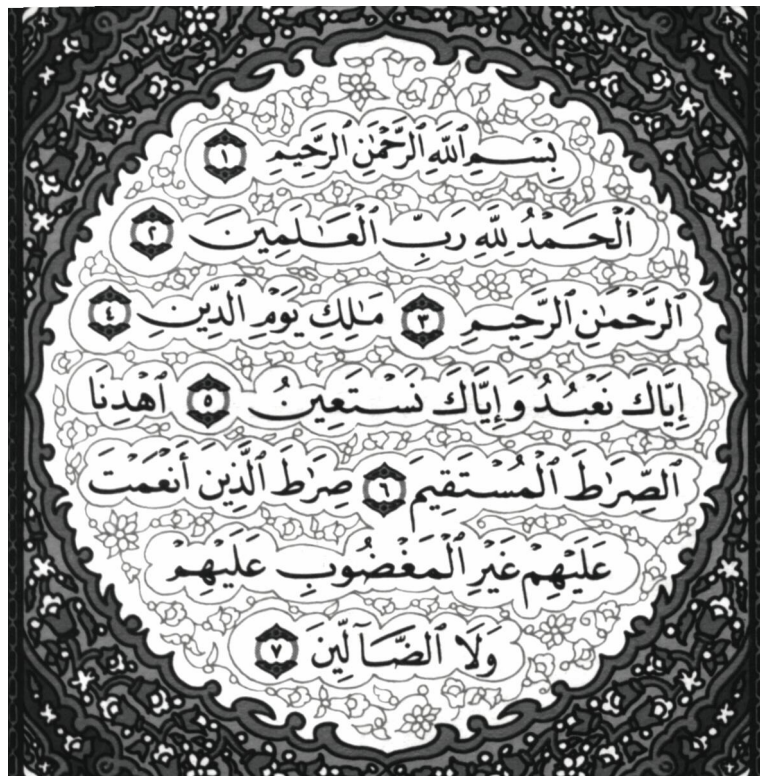 بِسْمِ ٱللَّهِ ٱلرَّحْمَٰنِ ٱلرَّحِيمِ ١
ٱلْحَمْدُ لِلَّهِ رَبِّ ٱلْعَٰلَمِينَ ٢
ٱلرَّحْمَٰنِ ٱلرَّحِيمِ ٣ مَٰلِكِ يَوْمِ ٱلدِّينِ ٤
إِيَّاكَ نَعْبُدُ وَإِيَّاكَ نَسْتَعِينُ ٥ ٱهْدِنَا
ٱلصِّرَٰطَ ٱلْمُسْتَقِيمَ ٦ صِرَٰطَ ٱلَّذِينَ أَنْعَمْتَ
عَلَيْهِمْ غَيْرِ ٱلْمَغْضُوبِ عَلَيْهِمْ
وَلَا ٱلضَّآلِّينَ ٧